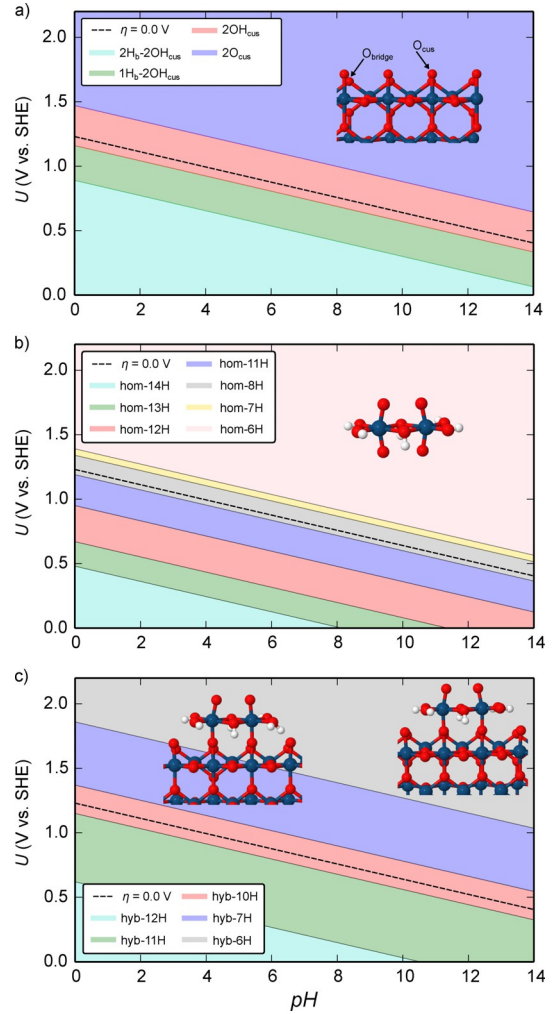 a)
η = 0.0 V
2H_b-2OH_cus
1H_b-2OH_cus
2OH_cus
2O_cus
O_bridge
O_cus
2.0
1.5
1.0
0.5
0.0
U (V vs. SHE)
0 2 4 6 8 10 12 14
b)
η = 0.0 V
hom-14H
hom-13H
hom-12H
hom-11H
hom-8H
hom-7H
hom-6H
2.0
1.5
1.0
0.5
0.0
U (V vs. SHE)
0 2 4 6 8 10 12 14
c)
2.0
1.5
1.0
0.5
0.0
U (V vs. SHE)
η = 0.0 V
hyb-12H
hyb-11H
hyb-10H
hyb-7H
hyb-6H
0 2 4 6 8 10 12 14
pH